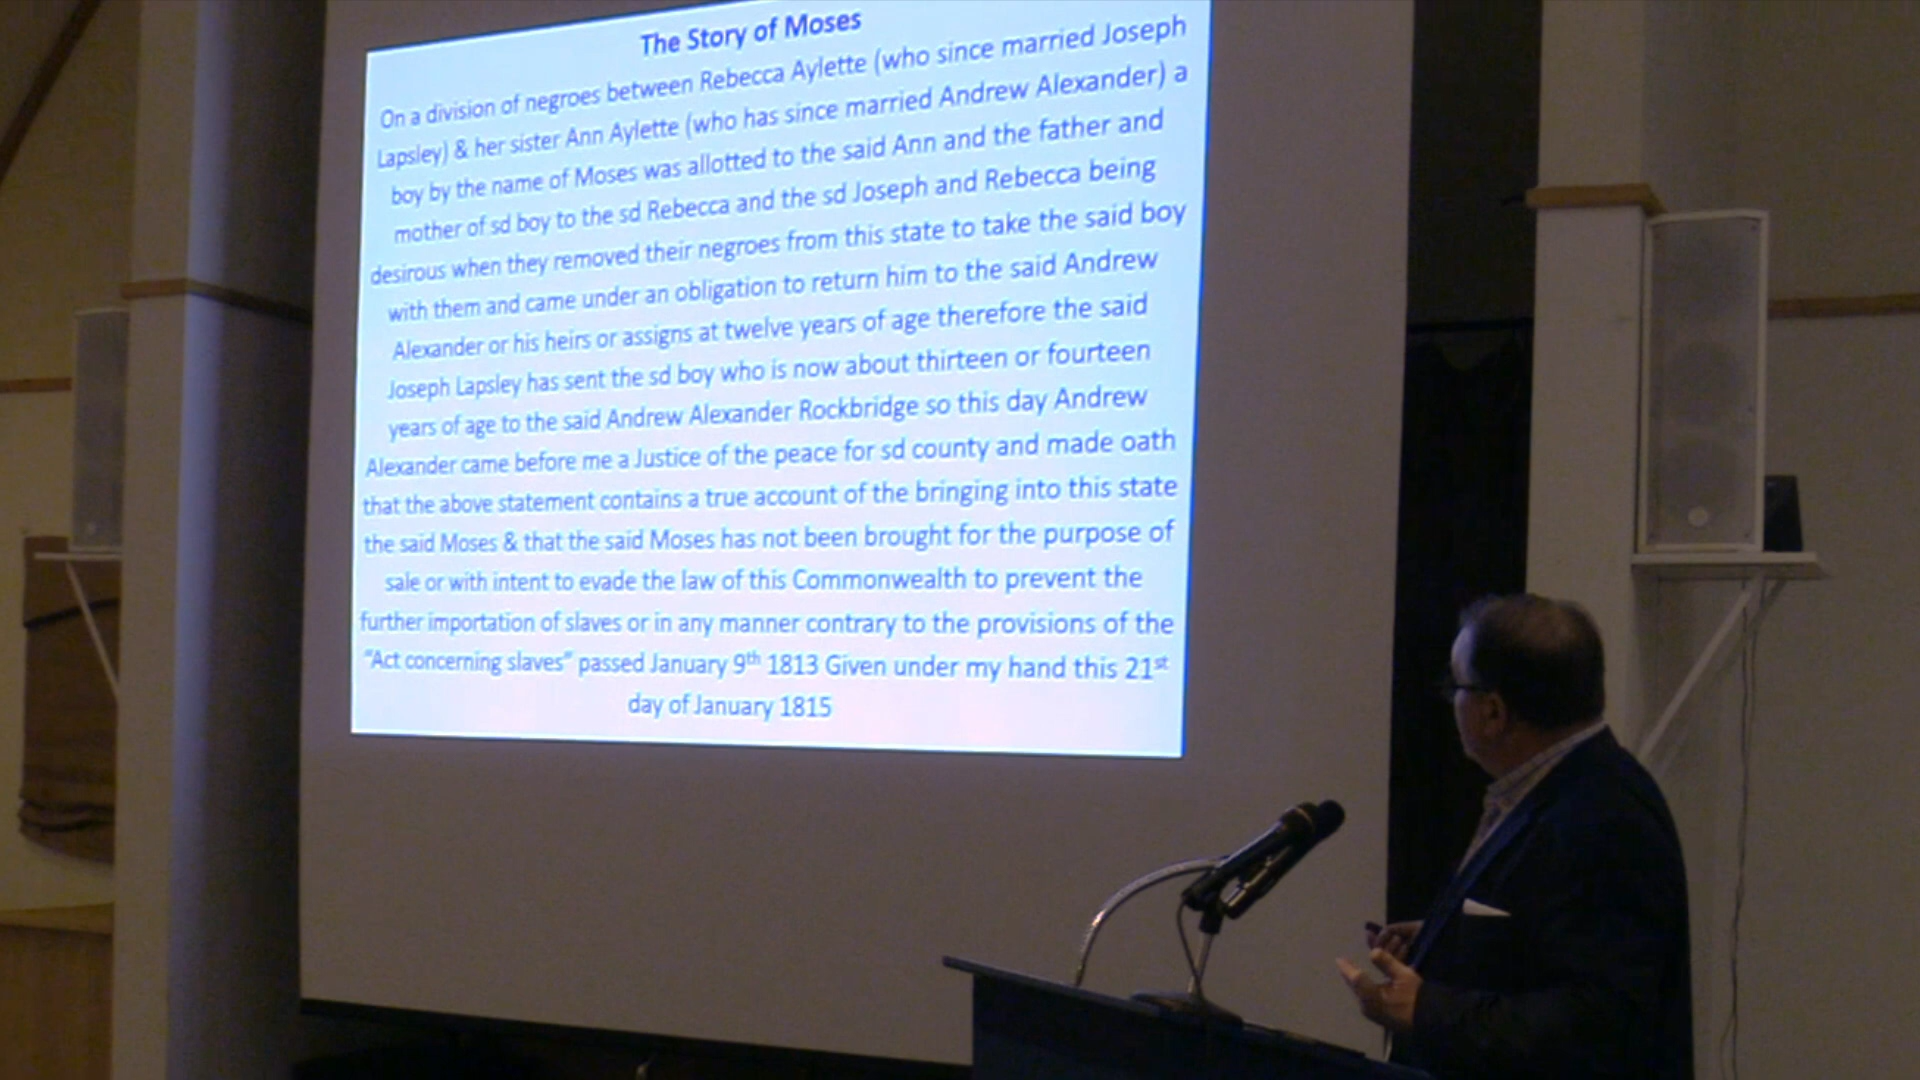 The Story of Moses
On a division of negroes between Rebecca Aylette (who since married Joseph
Lapsley) & her sister Ann Aylette (who has since married Andrew Alexander) a
boy by the name of Moses was allotted to the said Ann and the father and
mother of sd boy to the sd Rebecca and the sd Joseph and Rebecca being
desirous when they removed their negroes from this state to take the said boy
with them and came under an obligation to return him to the said Andrew
Alexander or his heirs or assigns at twelve years of age therefore the said
Joseph Lapsley has sent the sd boy who is now about thirteen or fourteen
years of age to the said Andrew Alexander Rockbridge so this day Andrew
Alexander came before me a Justice of the peace for sd county and made oath
that the above statement contains a true account of the bringing into this state
the said Moses & that the said Moses has not been brought for the purpose of
sale or with intent to evade the law of this Commonwealth to prevent the
further importation of slaves or in any manner contrary to the provisions of the
“Act concerning slaves” passed January 9th 1813 Given under my hand this 21st
day of January 1815